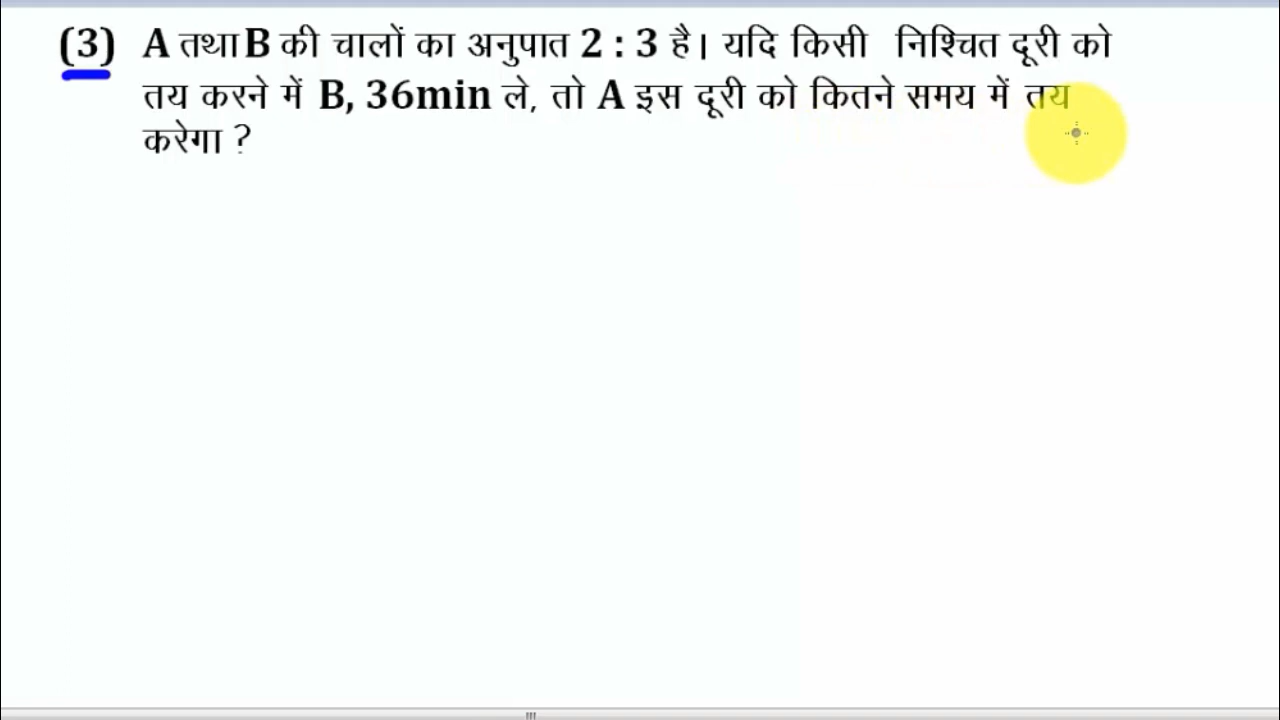 (3) A तथा B की चालों का अनुपात 2 : 3 है। यदि किसी निश्चित दूरी को
तय करने में B, 36min ले, तो A इस दूरी को कितने समय में तय
करेगा ?